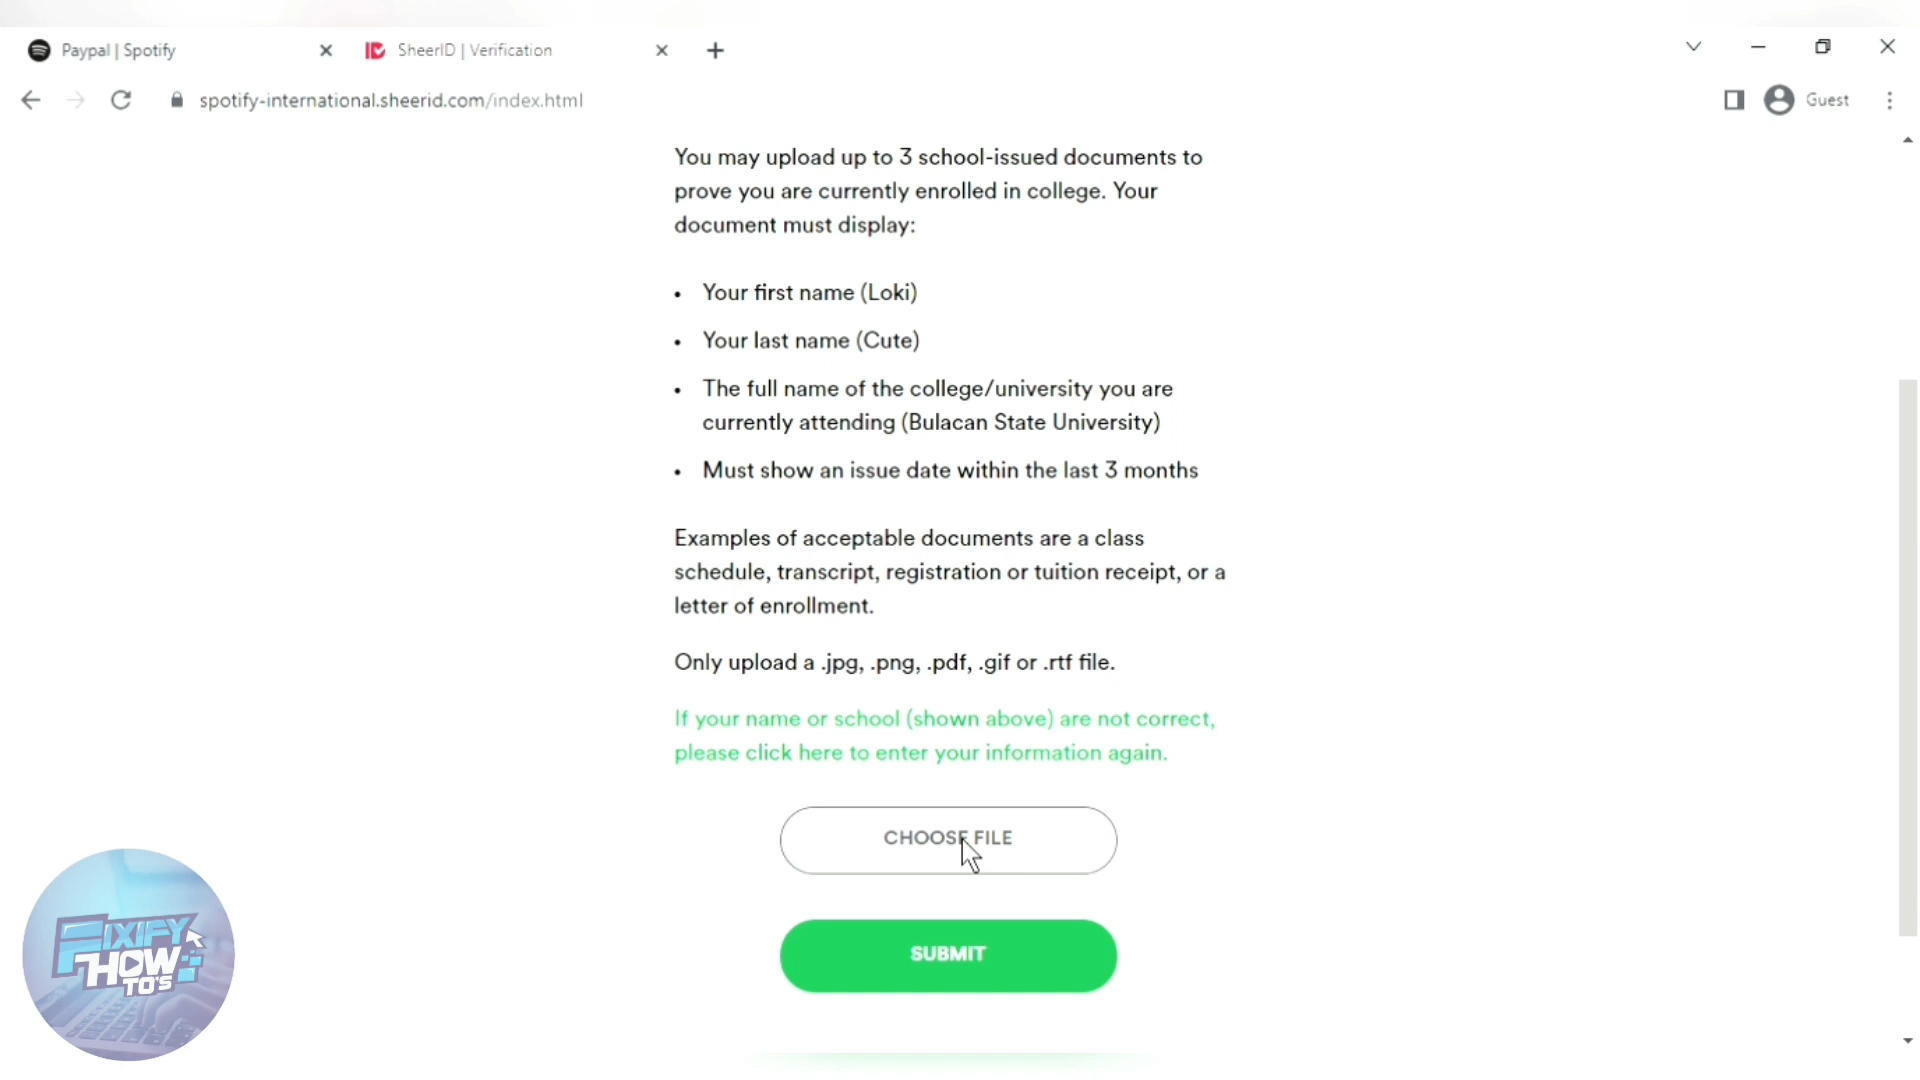 Paypal | Spotify
SheerID | Verification
spotify-international.sheerid.com/index.html
Guest
You may upload up to 3 school-issued documents to
prove you are currently enrolled in college. Your
document must display:
• Your first name (Loki)
• Your last name (Cute)
• The full name of the college/university you are
currently attending (Bulacan State University)
• Must show an issue date within the last 3 months
Examples of acceptable documents are a class
schedule, transcript, registration or tuition receipt, or a
letter of enrollment.
Only upload a .jpg, .png, .pdf, .gif or .rtf file.
If your name or school (shown above) are not correct,
please click here to enter your information again.
CHOOSE FILE
SUBMIT
FIXIFY
HOW
TO'S